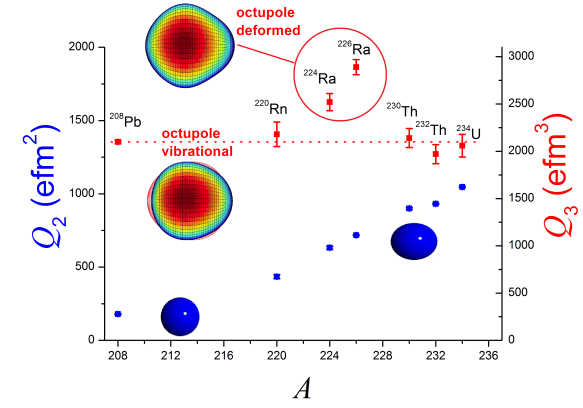 octupole
deformed
2000
1500
1000
500
0
Q₂ (efm²)
3000
2500
2000
1500
1000
500
0
Q₃ (efm³)
²²⁶Ra
²²⁴Ra
²⁰⁸Pb
²²⁰Rn
²³⁰Th
²³²Th
²³⁴U
octupole
vibrational
208 212 216 220 224 228 232 236
A